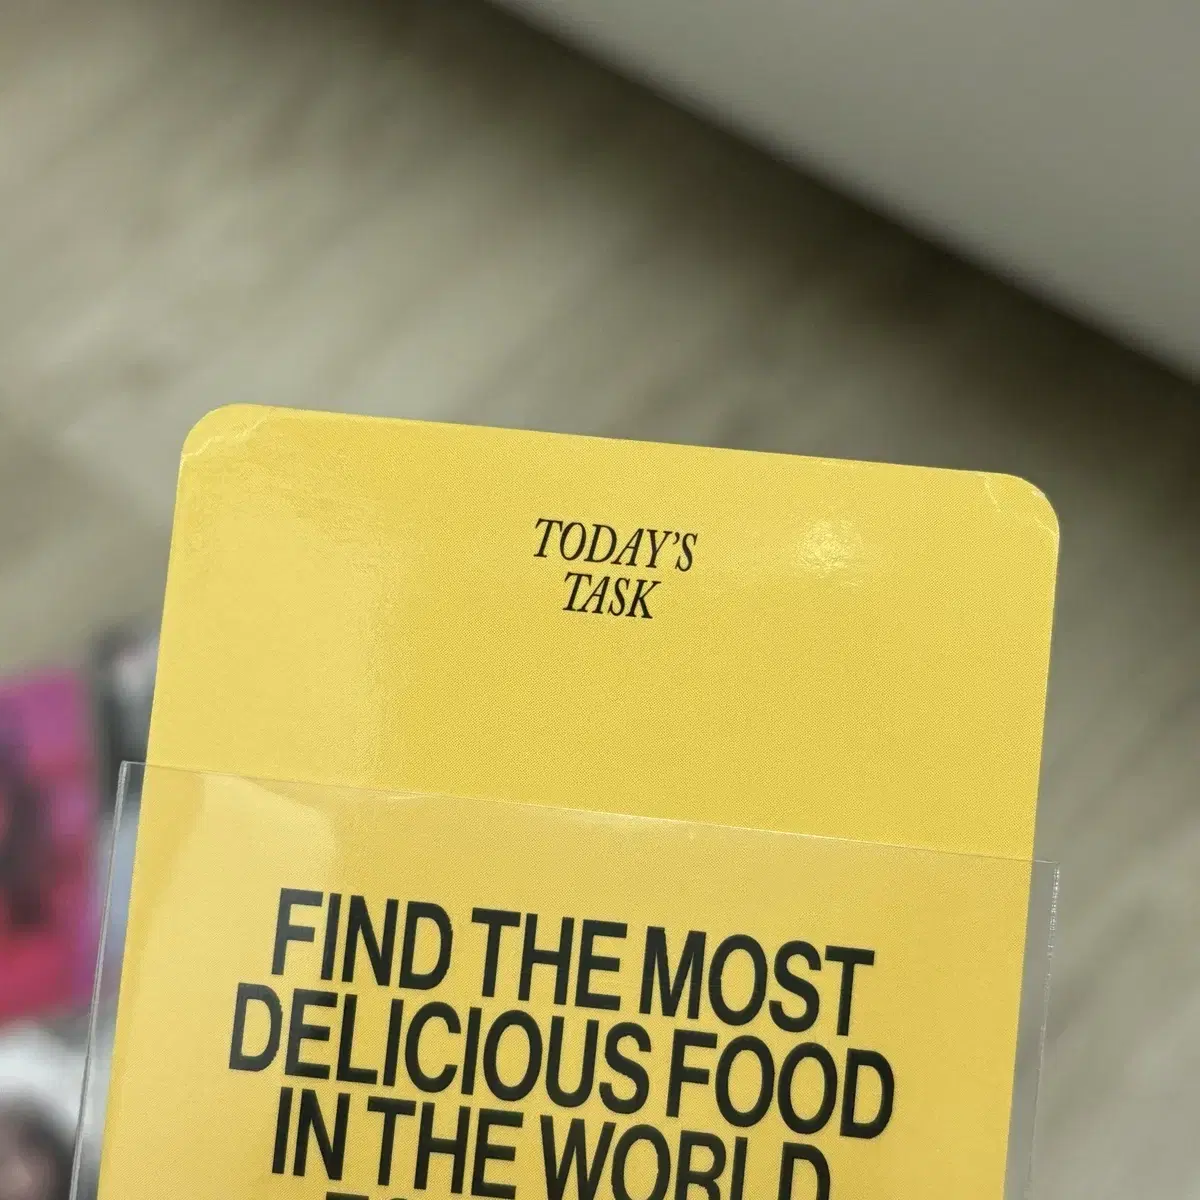 TODAY'S
TASK
FIND THE MOST
DELICIOUS FOOD
IN THE WORLD